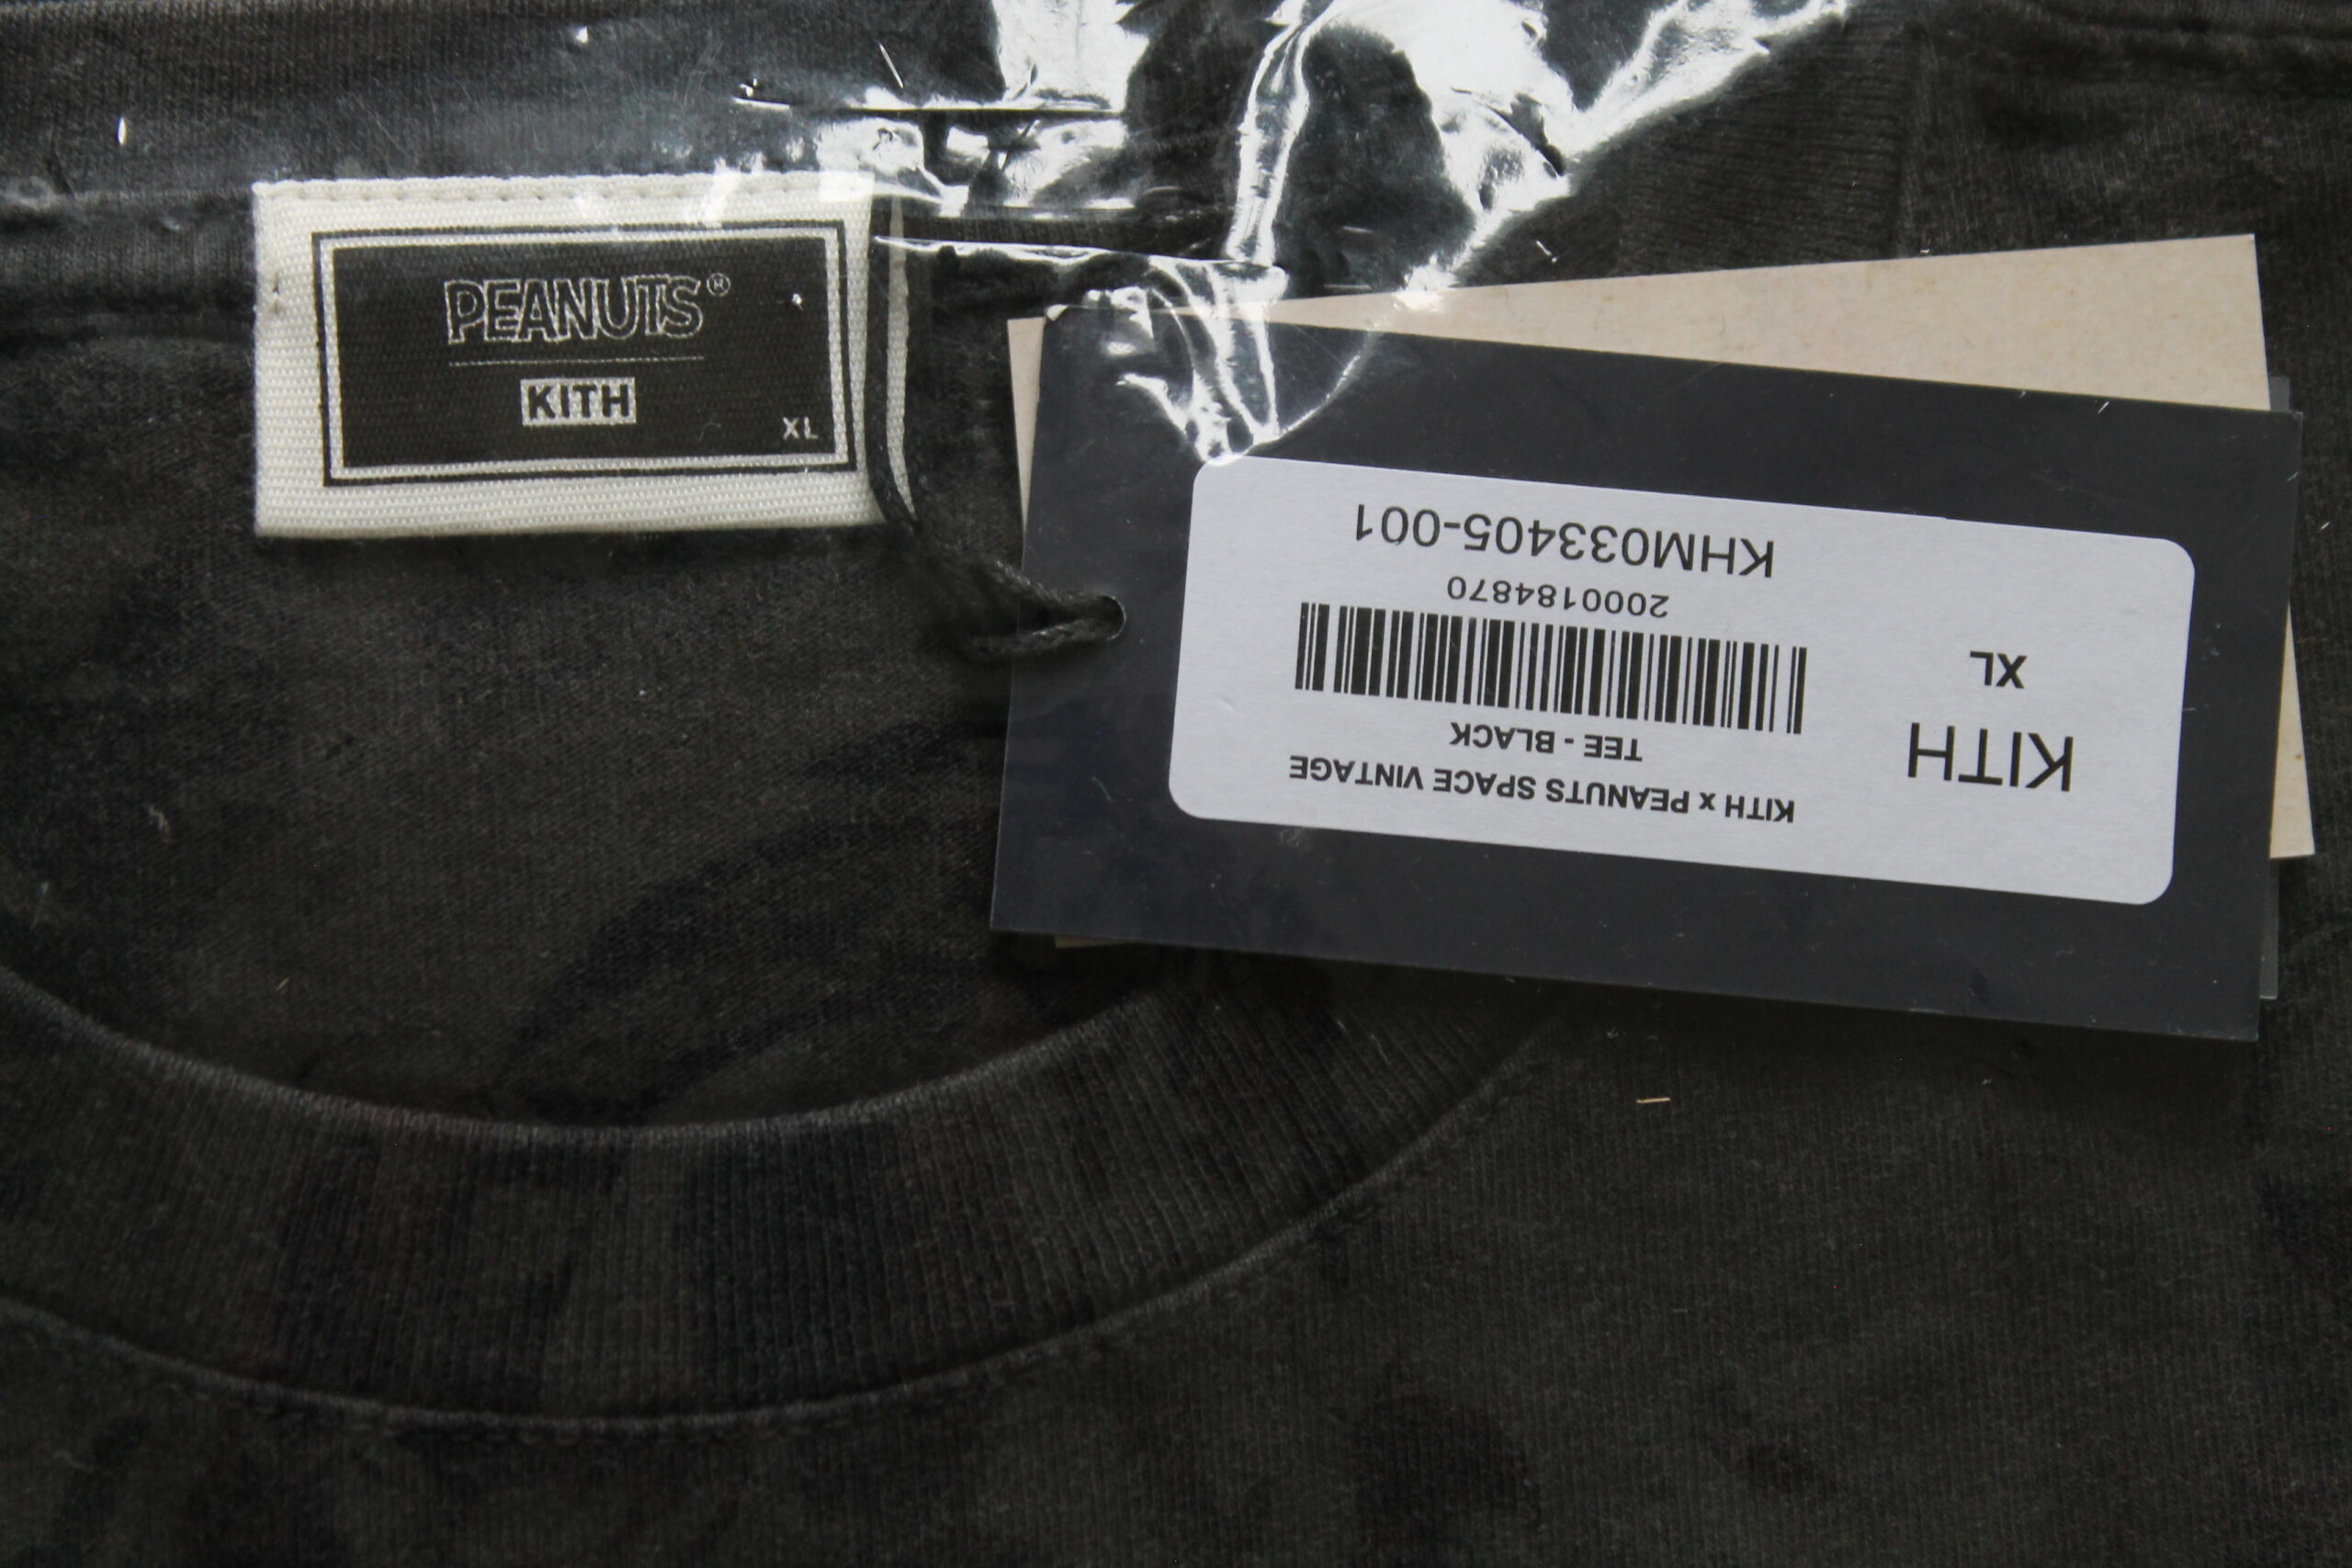 PEANUTS®
KITH
XL
KITH
XL
KITH x PEANUTS SPACE VINTAGE
TEE - BLACK
2000184870
KHM033405-001